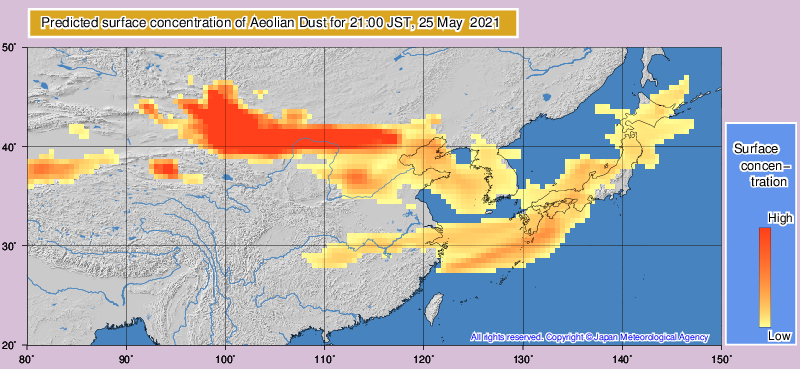 Predicted surface concentration of Aeolian Dust for 21:00 JST, 25 May 2021
50°
40°
30°
20°
80° 90° 100° 110° 120° 130° 140° 150°
All rights reserved. Copyright © Japan Meteorological Agency
Surface
concen-
tration
High
Low